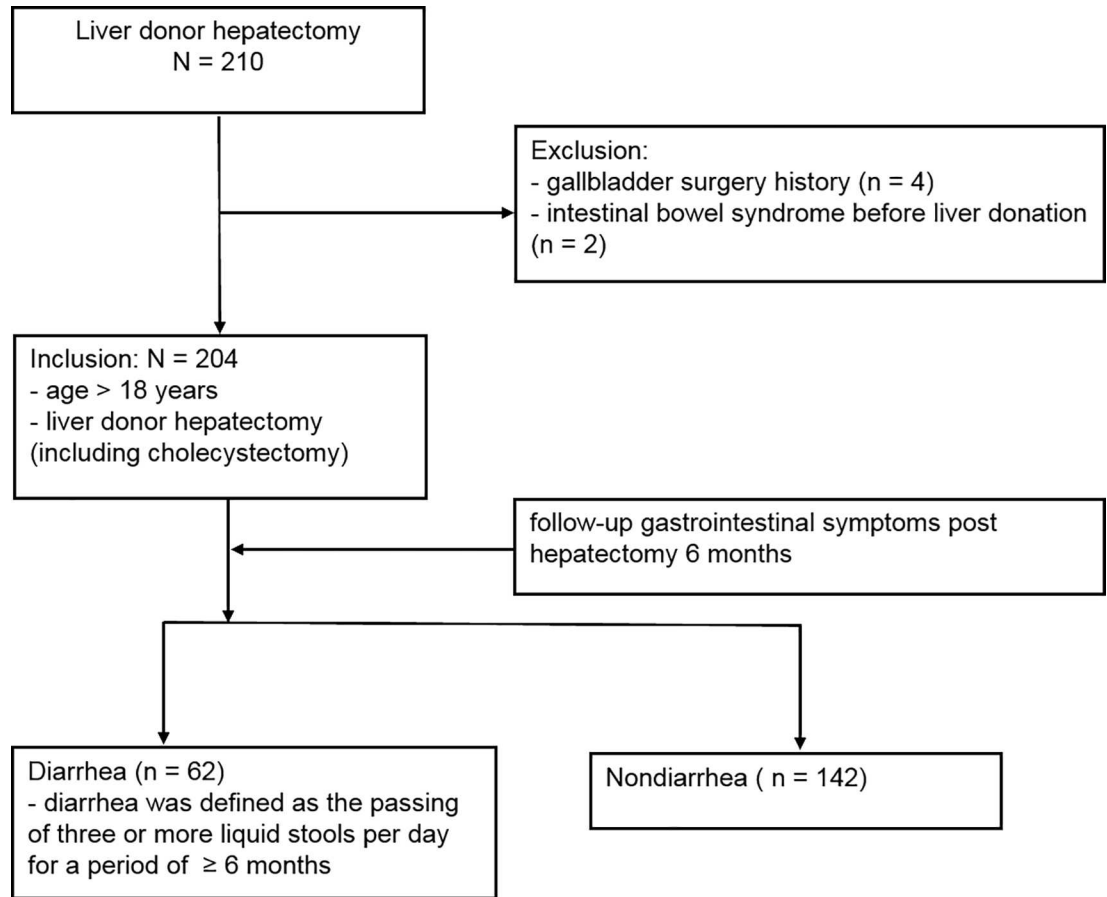 Liver donor hepatectomy
N = 210
Exclusion:
- gallbladder surgery history (n = 4)
- intestinal bowel syndrome before liver donation
(n = 2)
Inclusion: N = 204
- age > 18 years
- liver donor hepatectomy
(including cholecystectomy)
follow-up gastrointestinal symptoms post
hepatectomy 6 months
Diarrhea (n = 62)
- diarrhea was defined as the passing
of three or more liquid stools per day
for a period of ≥ 6 months
Nondiarrhea ( n = 142)